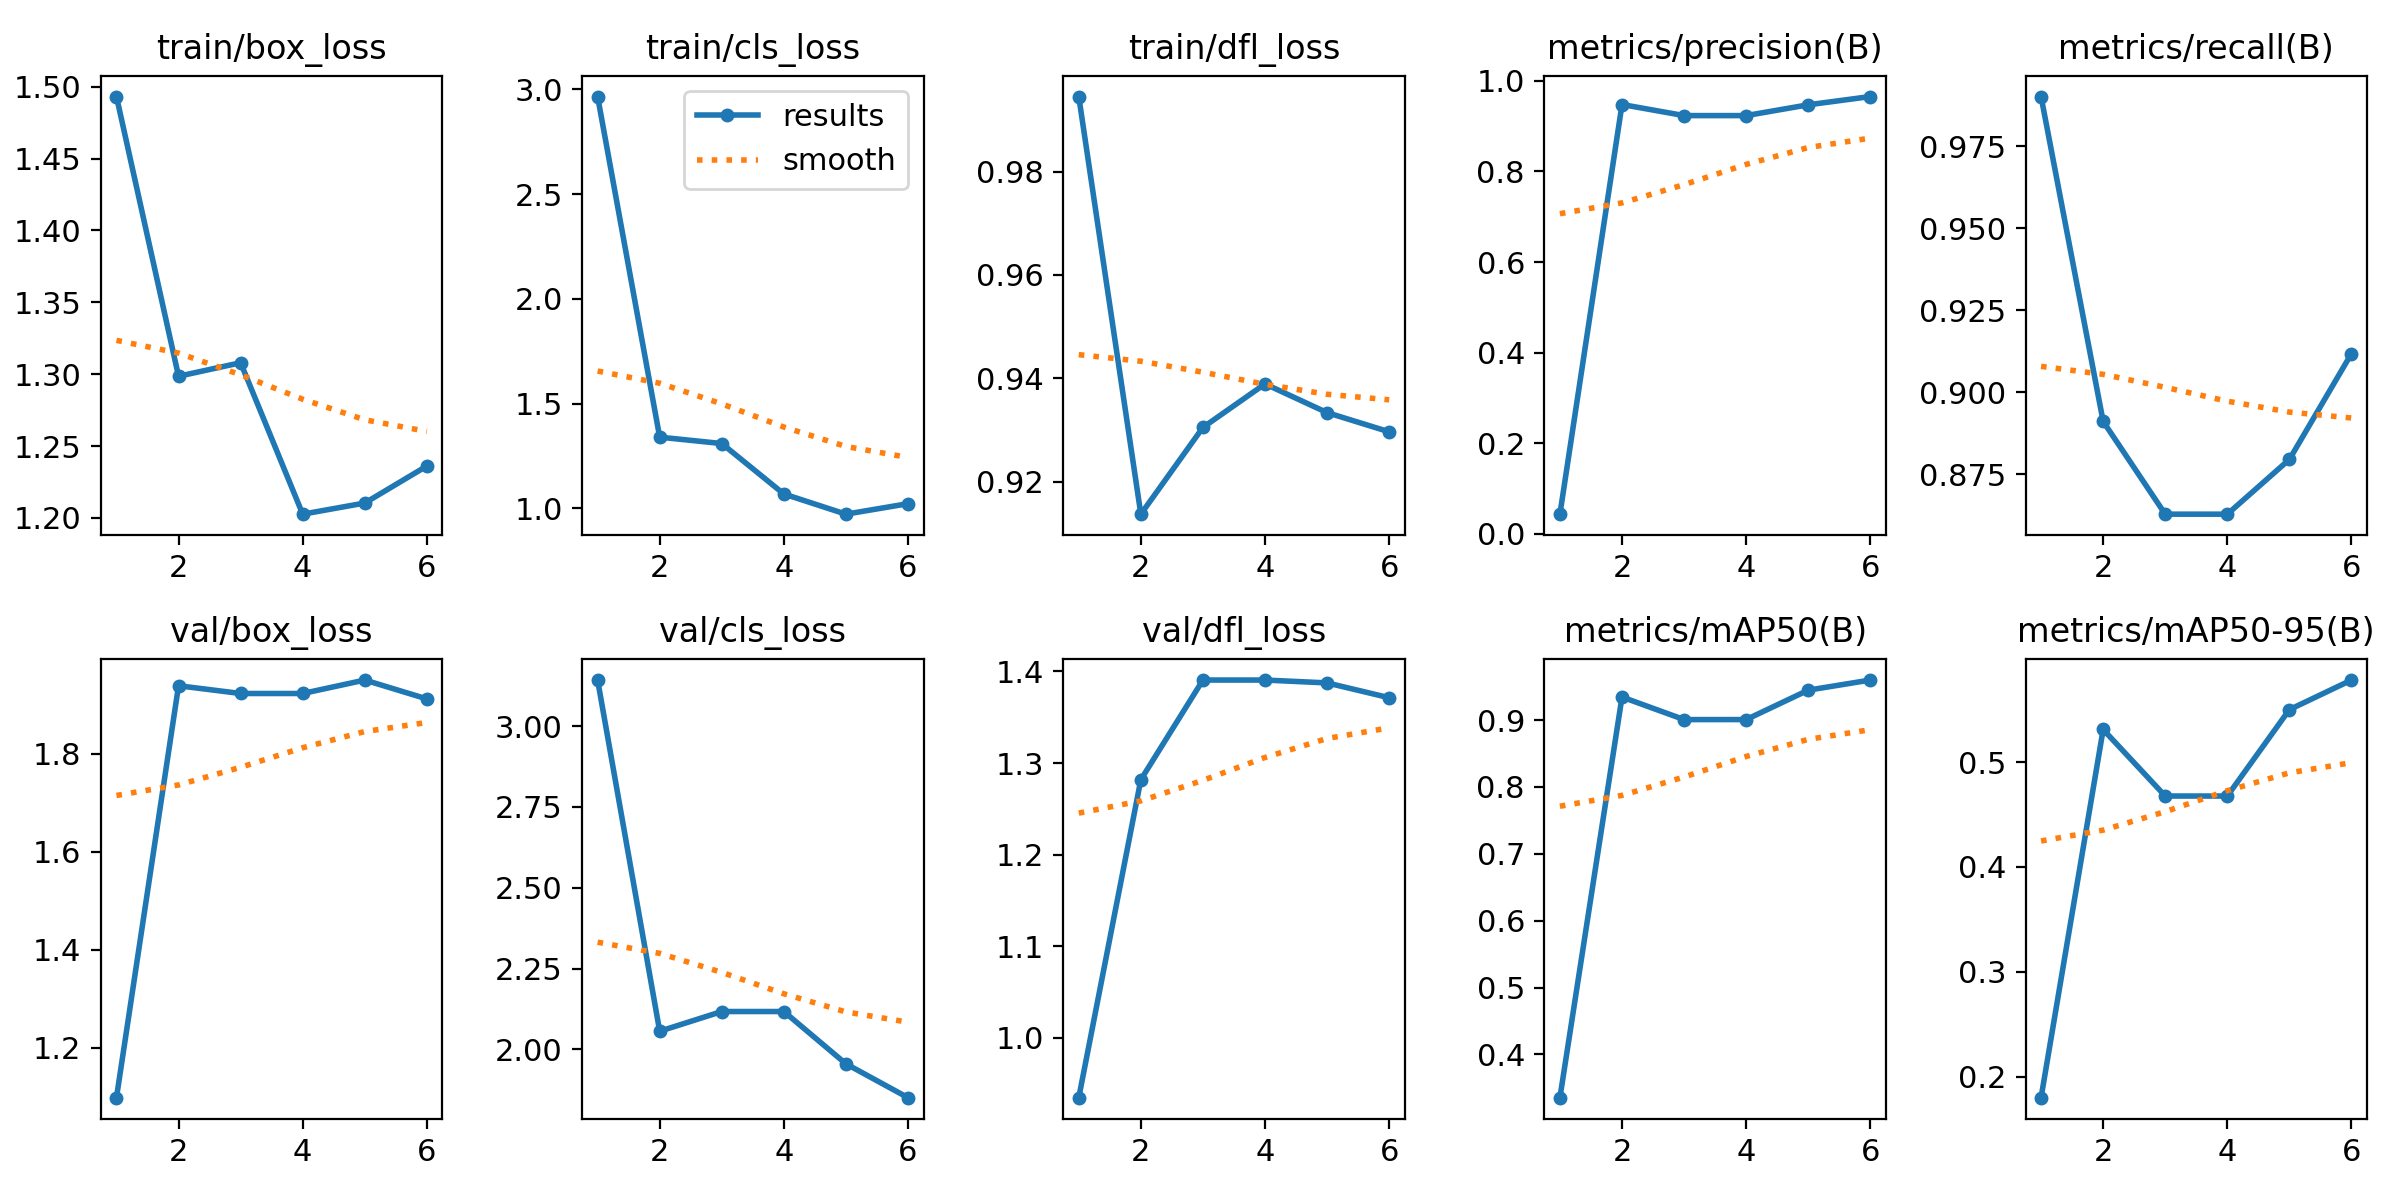 train/box_loss
1.50
1.45
1.40
1.35
1.30
1.25
1.20
2 4 6
train/cls_loss
results
smooth
3.0
2.5
2.0
1.5
1.0
2 4 6
train/dfl_loss
0.98
0.96
0.94
0.92
2 4 6
metrics/precision(B)
1.0
0.8
0.6
0.4
0.2
0.0
2 4 6
metrics/recall(B)
0.975
0.950
0.925
0.900
0.875
2 4 6
val/box_loss
1.8
1.6
1.4
1.2
2 4 6
val/cls_loss
3.00
2.75
2.50
2.25
2.00
2 4 6
val/dfl_loss
1.4
1.3
1.2
1.1
1.0
2 4 6
metrics/mAP50(B)
0.9
0.8
0.7
0.6
0.5
0.4
2 4 6
metrics/mAP50-95(B)
0.5
0.4
0.3
0.2
2 4 6